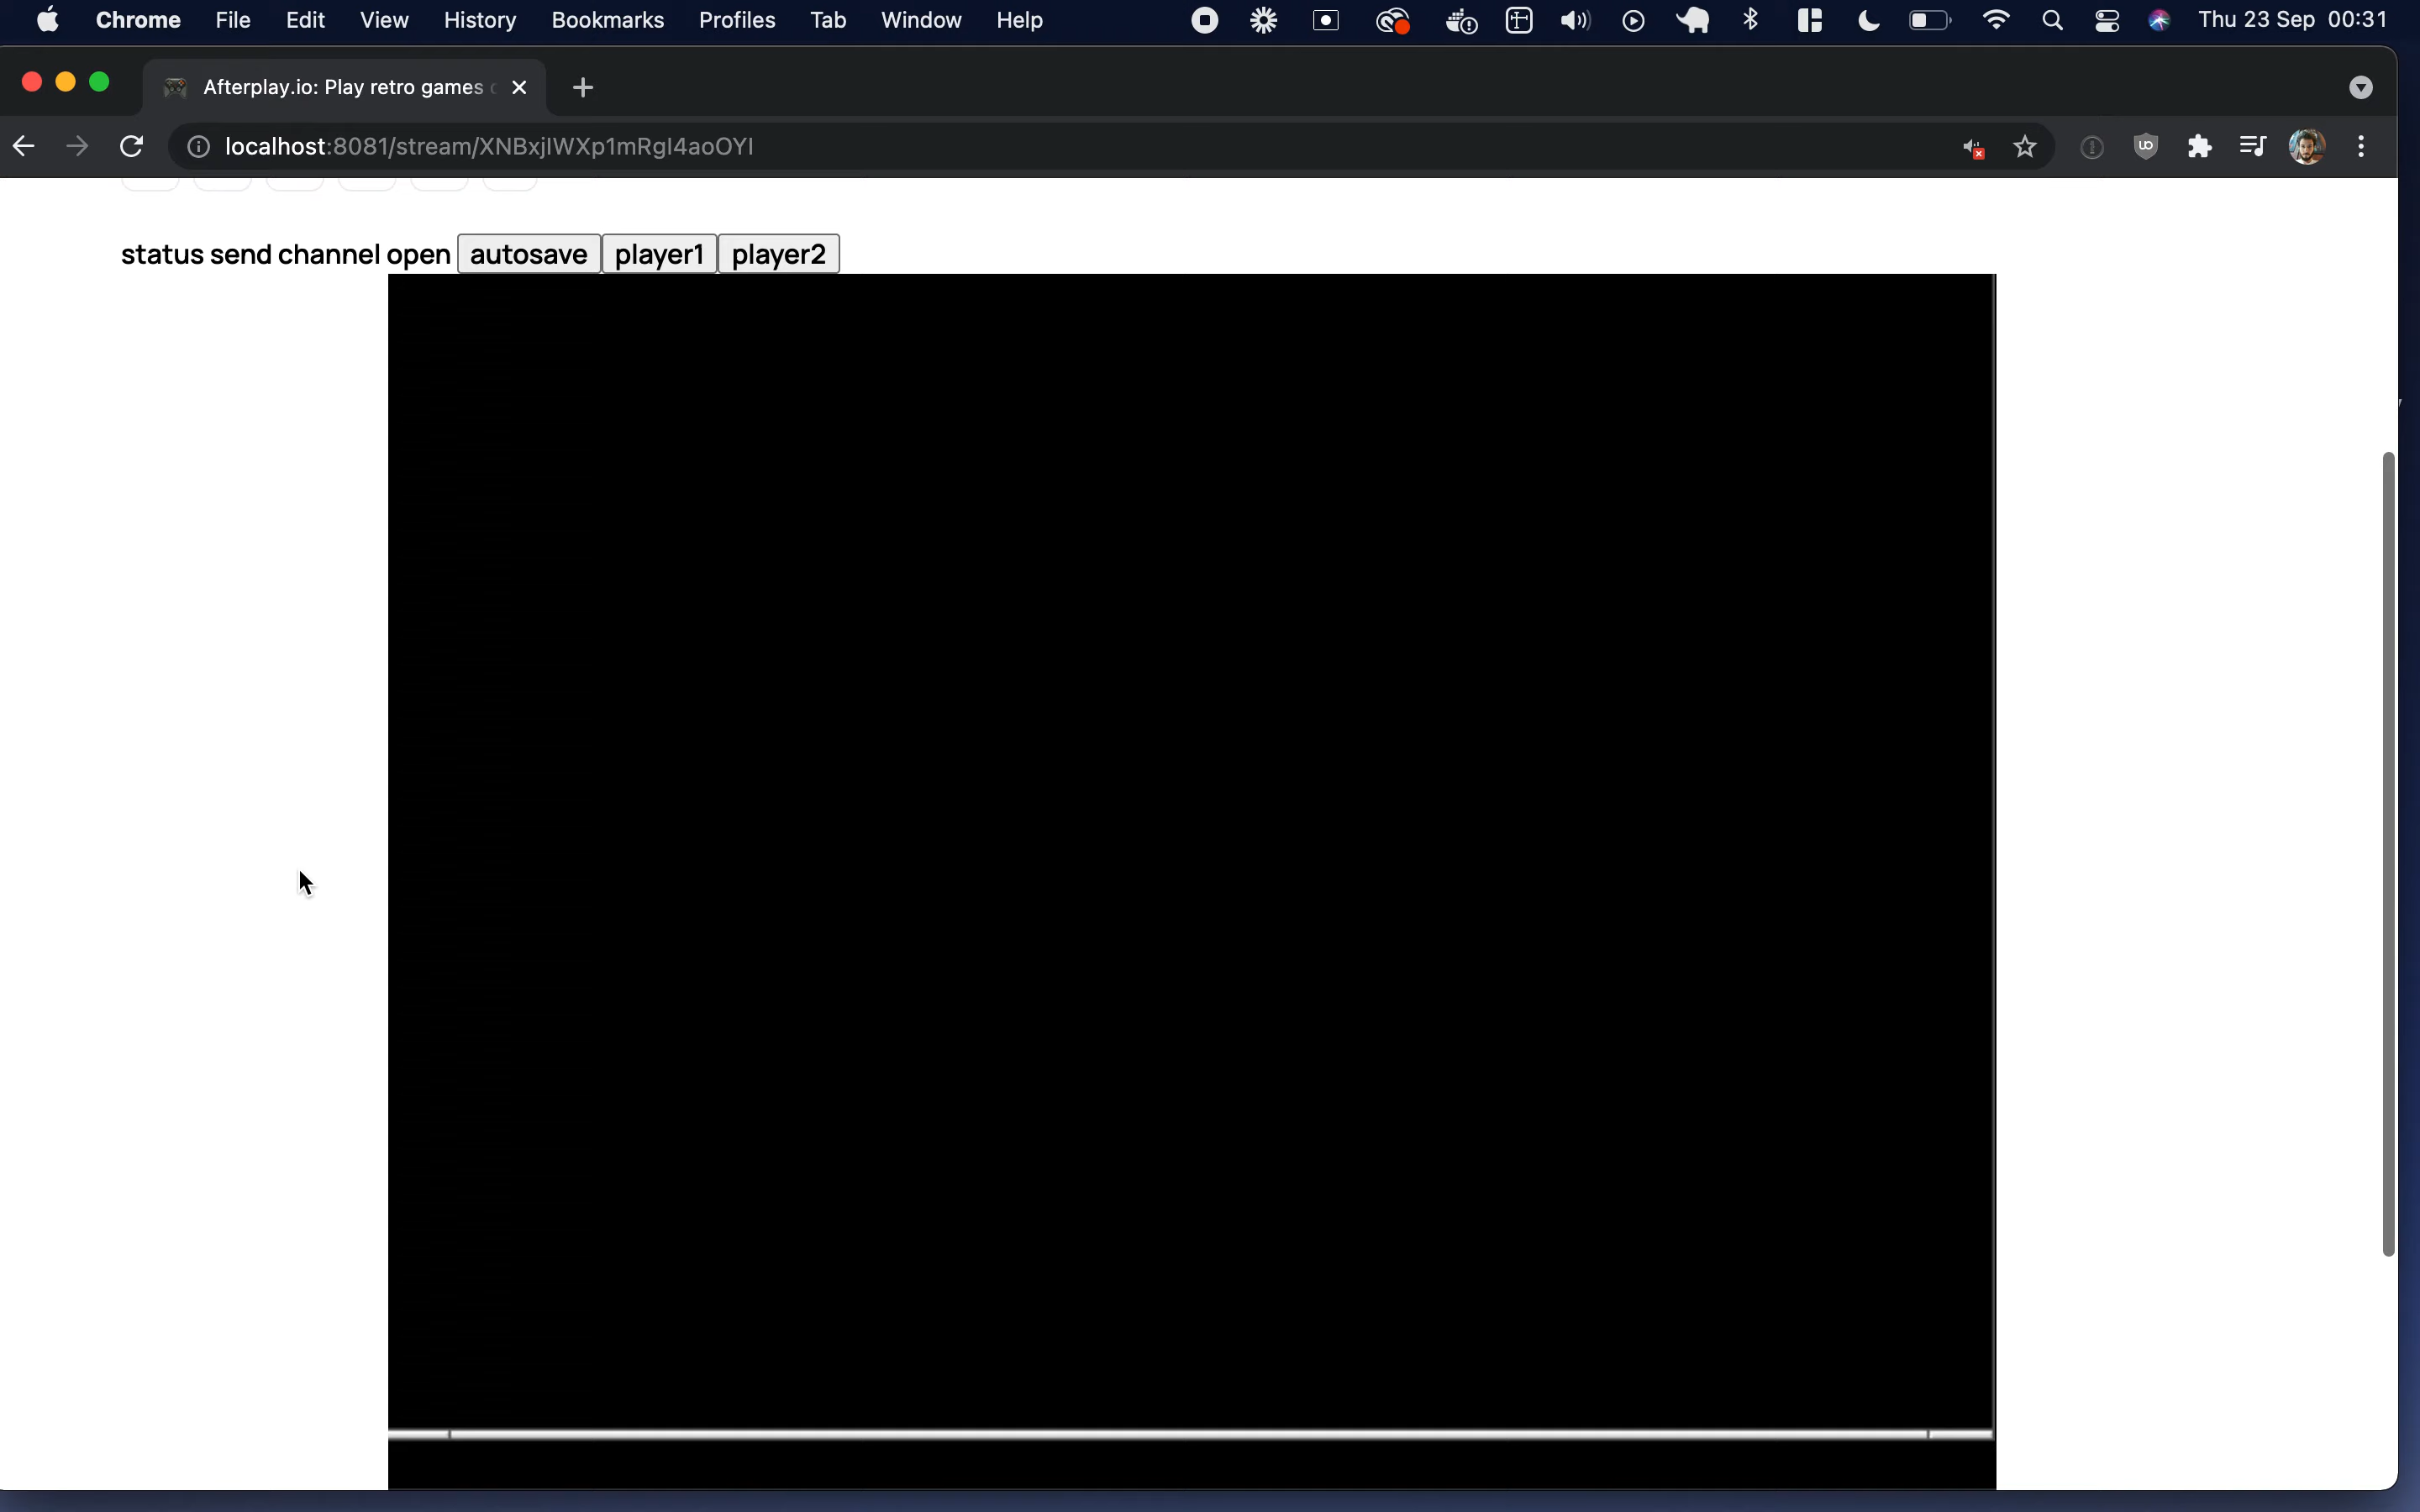 Chrome File Edit View History Bookmarks Profiles Tab Window Help Thu 23 Sep 00:31
Afterplay.io: Play retro games
localhost:8081/stream/XNBxjlWXp1mRgI4aoOYI
status send channel open autosave player1 player2